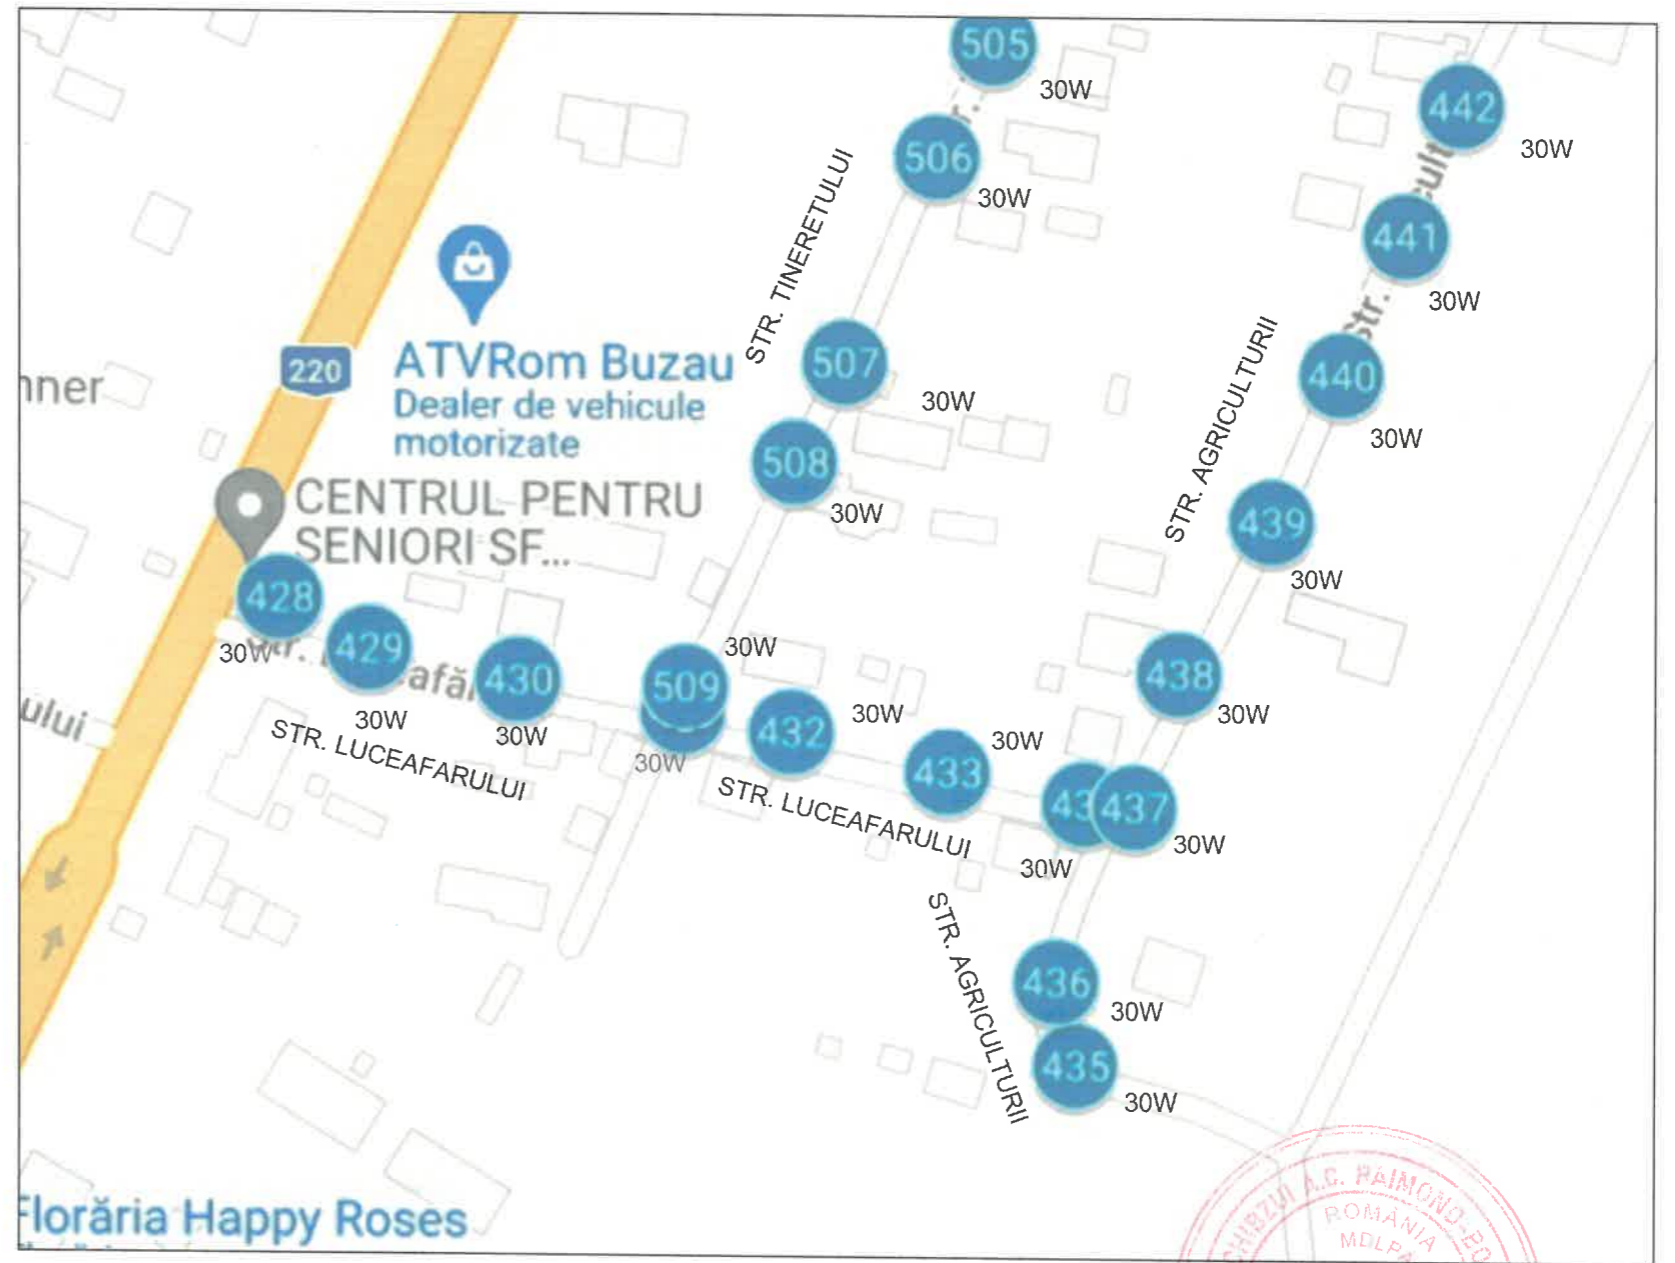 505
30W
442
30W
506
30W
STR. TINERETULUI
441
30W
220
ATVRom Buzau
Dealer de vehicule
motorizate
507
30W
440
30W
STR. AGRICULTURII
Str.
508
30W
CENTRUL PENTRU
SENIORI SF...
439
30W
428
30W
429
30W
430
30W
509
30W
30W
432
30W
433
30W
438
30W
STR. LUCEAFARULUI
STR. LUCEAFARULUI
437
30W
30W
STR. AGRICULTURII
436
30W
435
30W
Florăria Happy Roses
ROMÂNIA